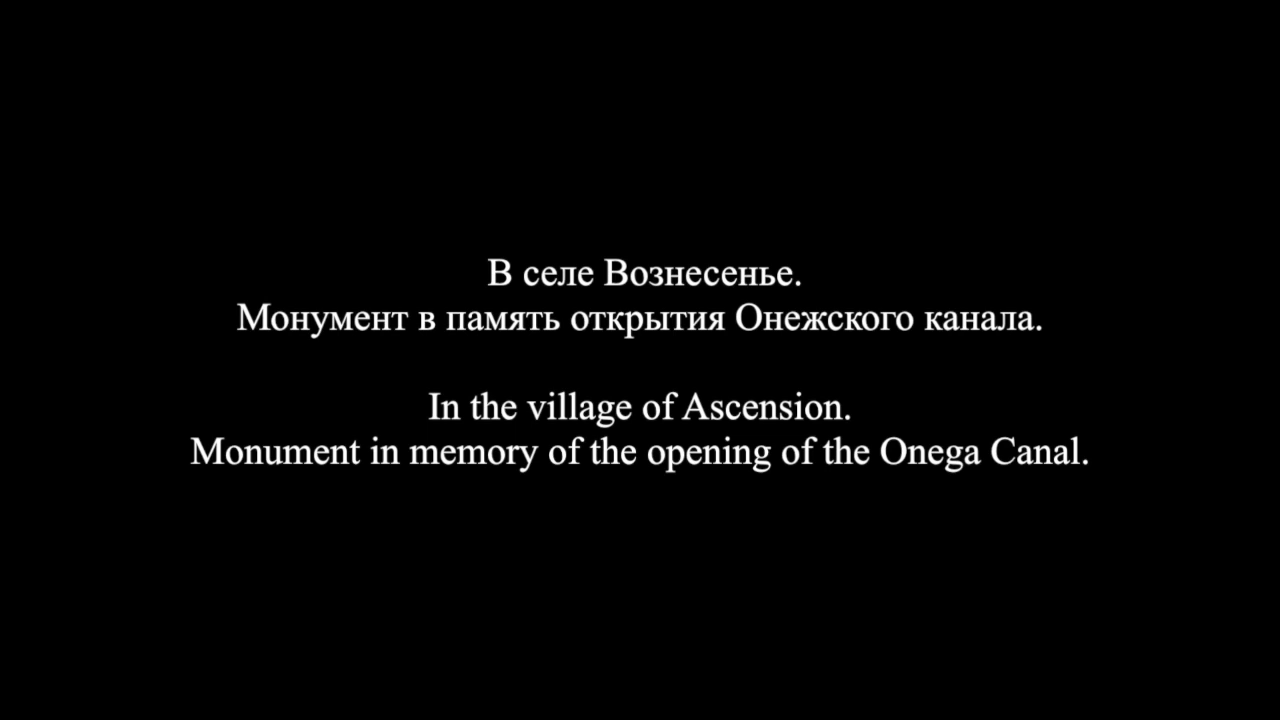 В селе Вознесенье.
Монумент в память открытия Онежского канала.
In the village of Ascension.
Monument in memory of the opening of the Onega Canal.